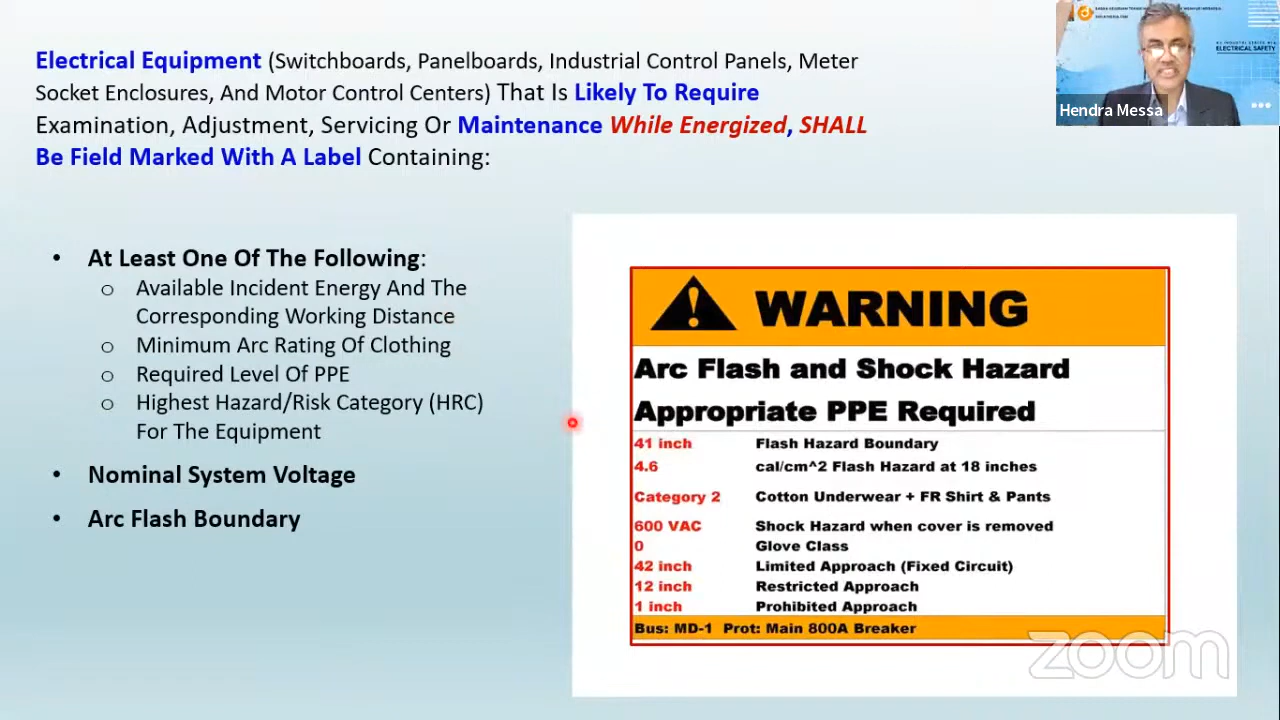 Electrical Equipment (Switchboards, Panelboards, Industrial Control Panels, Meter
Socket Enclosures, And Motor Control Centers) That Is Likely To Require
Examination, Adjustment, Servicing Or Maintenance While Energized, SHALL
Be Field Marked With A Label Containing:
ELECTRICAL SAFETY
Hendra Messa
• At Least One Of The Following:
o Available Incident Energy And The
Corresponding Working Distance
o Minimum Arc Rating Of Clothing
o Required Level Of PPE
o Highest Hazard/Risk Category (HRC)
For The Equipment
• Nominal System Voltage
• Arc Flash Boundary
WARNING
Arc Flash and Shock Hazard
Appropriate PPE Required
41 inch Flash Hazard Boundary
4.6 cal/cm^2 Flash Hazard at 18 inches
Category 2 Cotton Underwear + FR Shirt & Pants
600 VAC Shock Hazard when cover is removed
0 Glove Class
42 inch Limited Approach (Fixed Circuit)
12 inch Restricted Approach
1 inch Prohibited Approach
Bus: MD-1 Prot: Main 800A Breaker
zoom